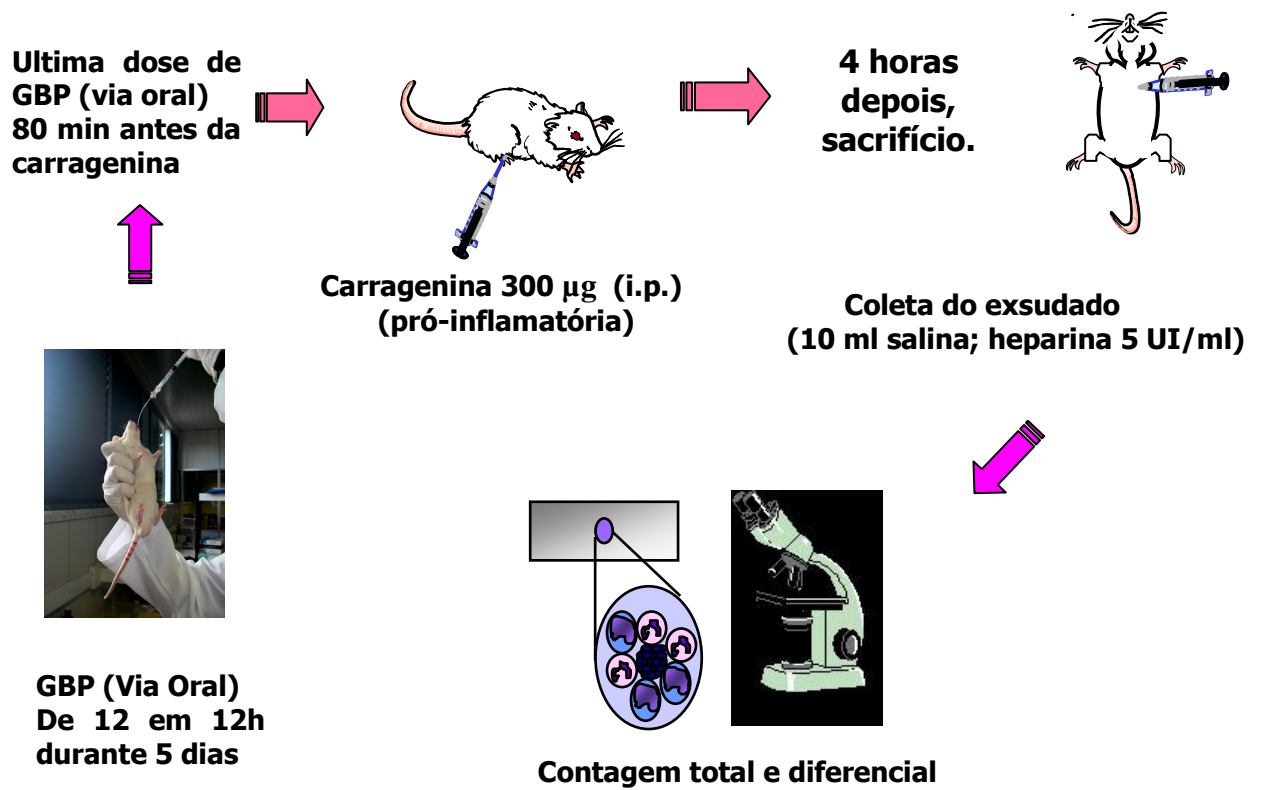 Ultima dose de
GBP (via oral)
80 min antes da
carragenina
4 horas
depois,
sacrifício.
Carragenina 300 µg (i.p.)
(pró-inflamatória)
Coleta do exsudado
(10 ml salina; heparina 5 UI/ml)
GBP (Via Oral)
De 12 em 12h
durante 5 dias
Contagem total e diferencial